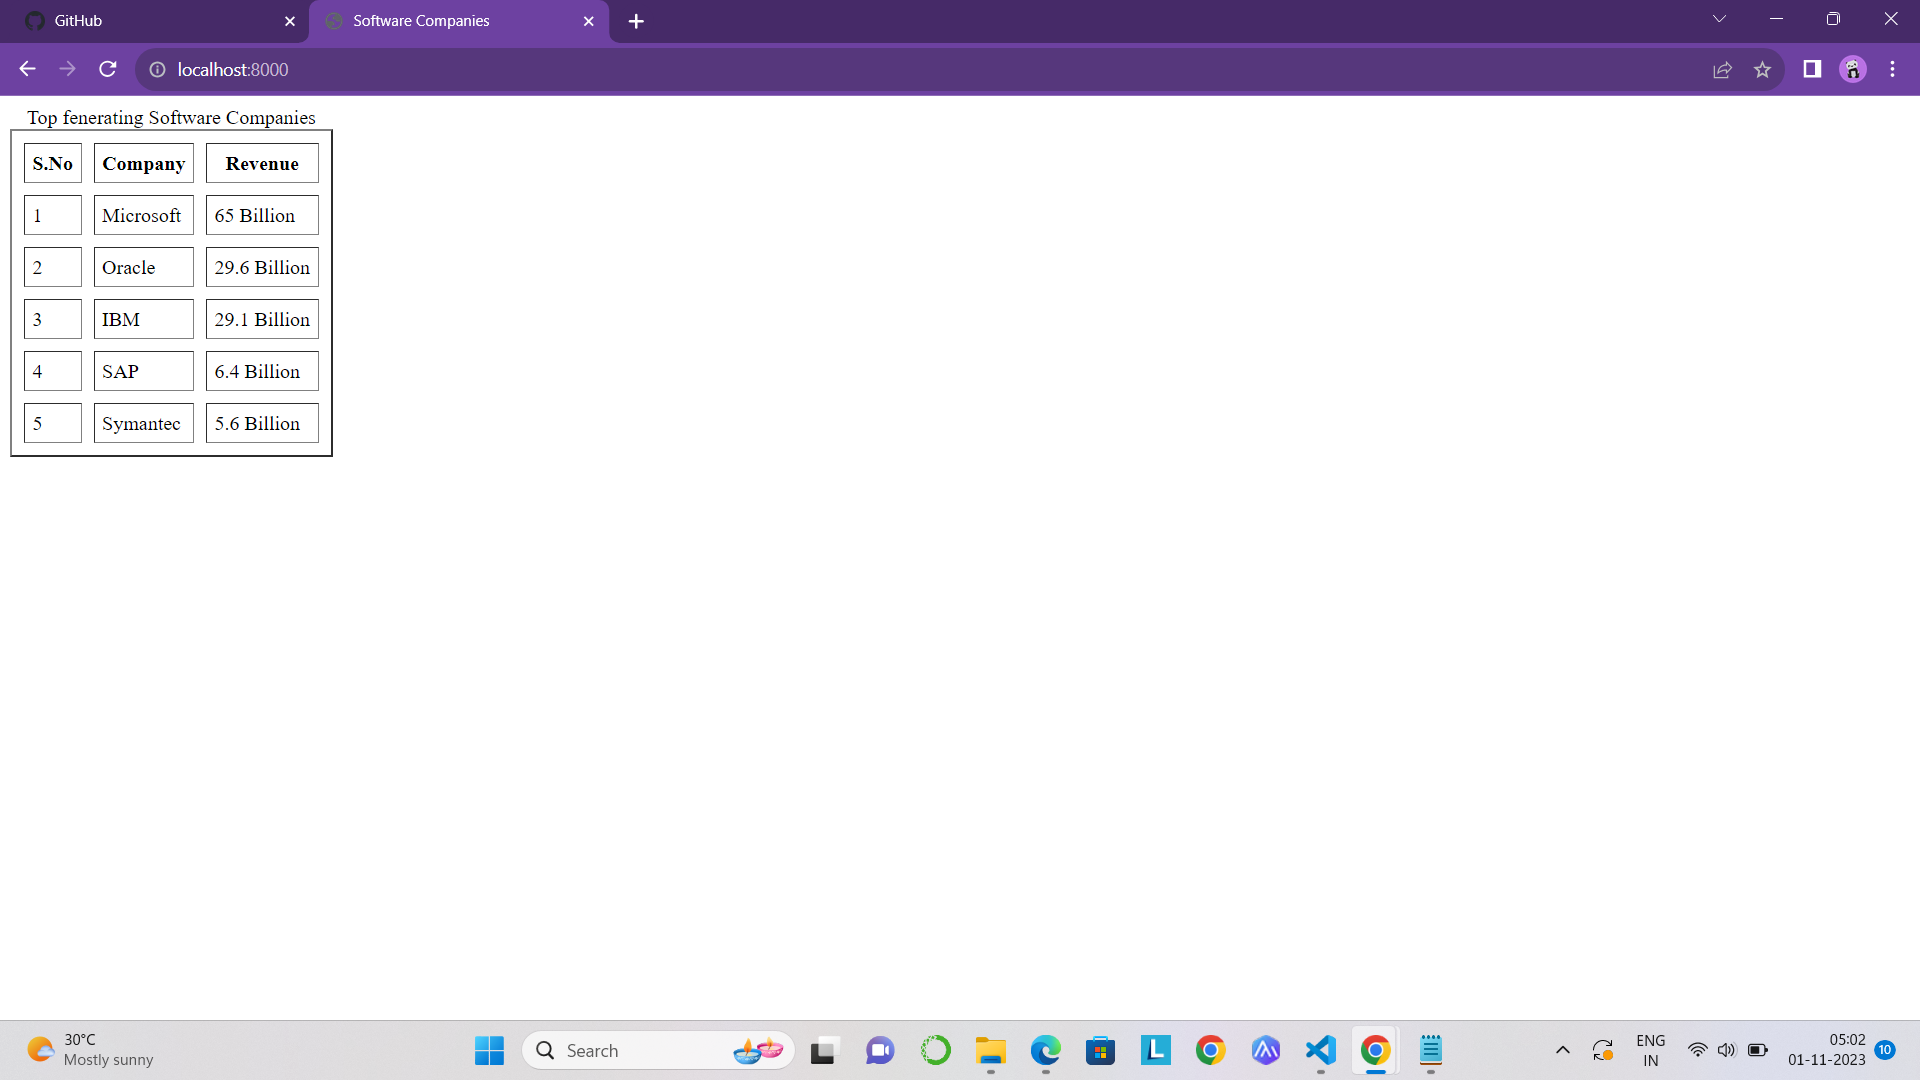 GitHub
Software Companies
localhost:8000
Top fenerating Software Companies
S.No Company Revenue
1 Microsoft 65 Billion
2 Oracle 29.6 Billion
3 IBM 29.1 Billion
4 SAP 6.4 Billion
5 Symantec 5.6 Billion
30°C
Mostly sunny
Search
L
ENG
IN
05:02
01-11-2023
10